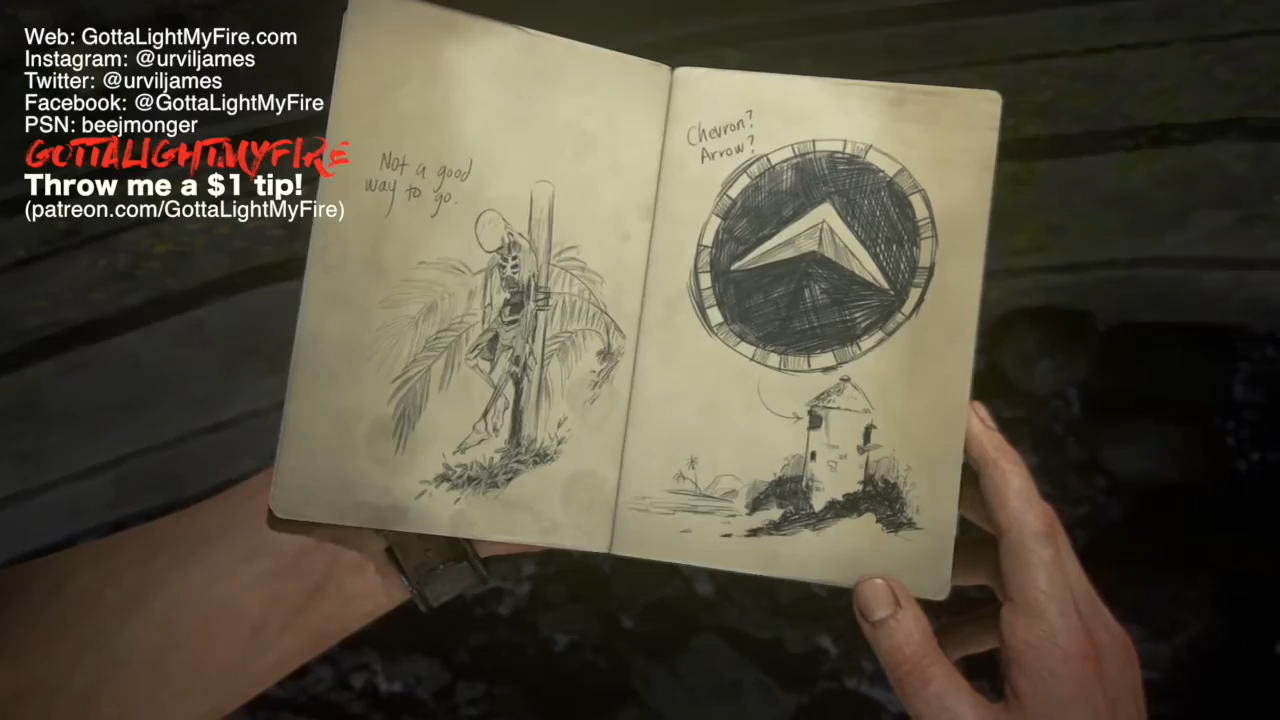 Web: GottaLightMyFire.com
Instagram: @urviljames
Twitter: @urviljames
Facebook: @GottaLightMyFire
PSN: beejmonger
GOTTALIGHTMYFIRE
Throw me a $1 tip!
(patreon.com/GottaLightMyFire)
Not a good
way to go.
Chevron?
Arrow?